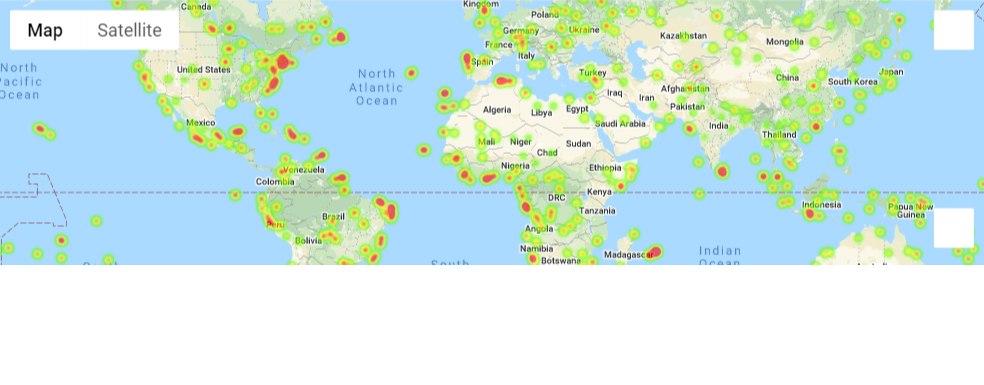 Canada
Kingdom
Poland
Map
Satellite
Germany
Ukraine
Kazakhstan
Mongolia
France
Italy
Spain
United States
North
Pacific
Ocean
North
Atlantic
Ocean
Turkey
China
Japan
South Korea
Afghanistan
Iraq
Iran
Pakistan
Algeria
Libya
Egypt
Saudi Arabia
India
Mexico
Thailand
Mali
Niger
Chad
Sudan
Nigeria
Ethiopia
Venezuela
Colombia
Kenya
DRC
Indonesia
Papua New
Guinea
Tanzania
Brazil
Peru
Angola
Bolivia
Namibia
Botswana
Madagascar
Indian
Ocean
South